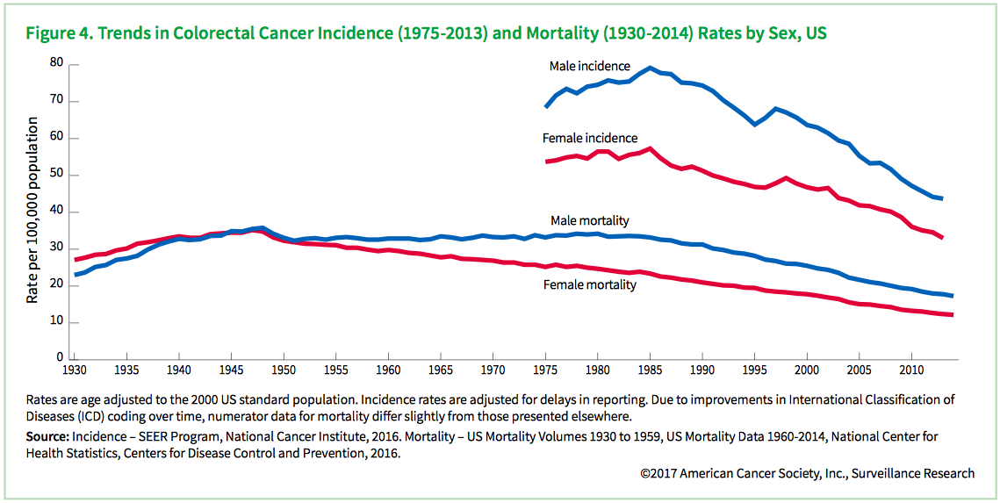 Figure 4. Trends in Colorectal Cancer Incidence (1975-2013) and Mortality (1930-2014) Rates by Sex, US
80
70
60
50
40
30
20
10
0
Rate per 100,000 population
Male incidence
Female incidence
Male mortality
Female mortality
1930 1935 1940 1945 1950 1955 1960 1965 1970 1975 1980 1985 1990 1995 2000 2005 2010
Rates are age adjusted to the 2000 US standard population. Incidence rates are adjusted for delays in reporting. Due to improvements in International Classification of
Diseases (ICD) coding over time, numerator data for mortality differ slightly from those presented elsewhere.
Source: Incidence – SEER Program, National Cancer Institute, 2016. Mortality – US Mortality Volumes 1930 to 1959, US Mortality Data 1960-2014, National Center for
Health Statistics, Centers for Disease Control and Prevention, 2016.
©2017 American Cancer Society, Inc., Surveillance Research